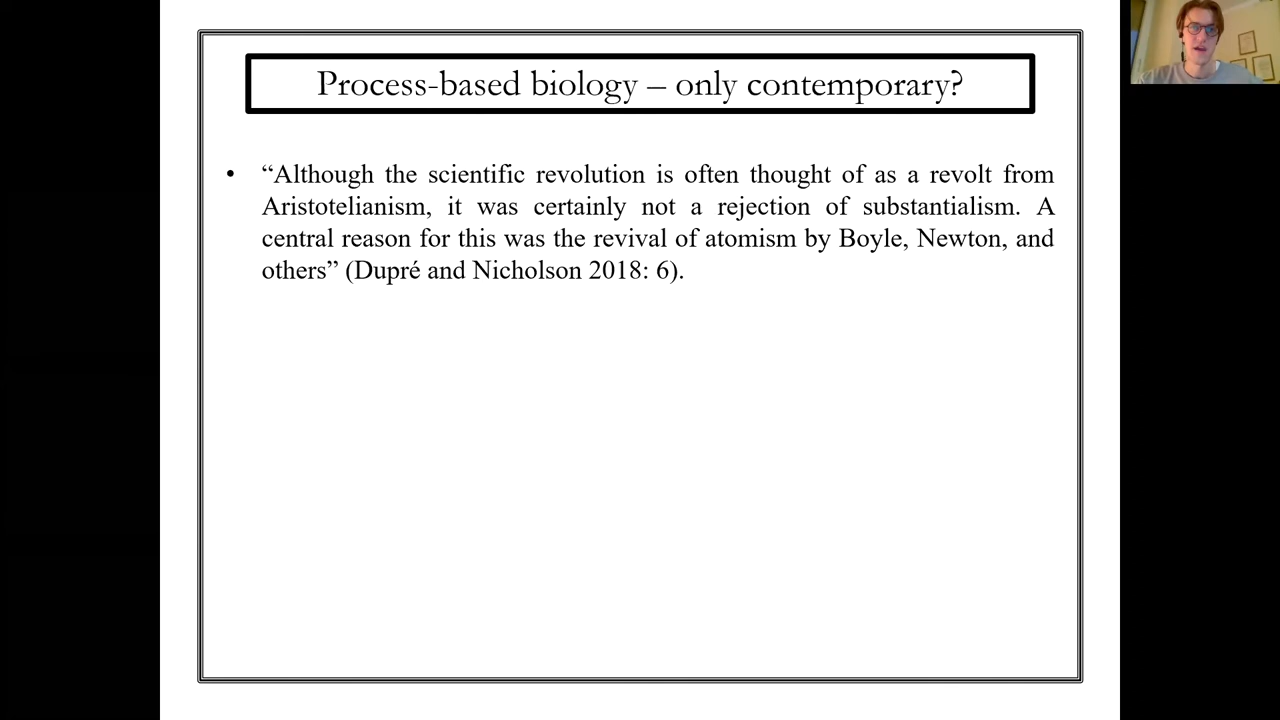 Process-based biology – only contemporary?
• “Although the scientific revolution is often thought of as a revolt from
Aristotelianism, it was certainly not a rejection of substantialism. A
central reason for this was the revival of atomism by Boyle, Newton, and
others” (Dupré and Nicholson 2018: 6).